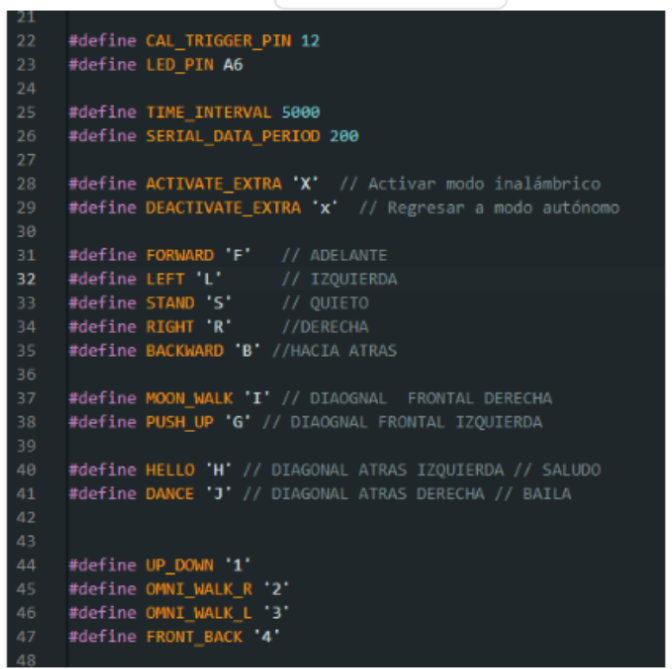 21
22 #define CAL_TRIGGER_PIN 12
23 #define LED_PIN A6
24
25 #define TIME_INTERVAL 5000
26 #define SERIAL_DATA_PERIOD 200
27
28 #define ACTIVATE_EXTRA 'X' // Activar modo inalámbrico
29 #define DEACTIVATE_EXTRA 'x' // Regresar a modo autónomo
30
31 #define FORWARD 'F' // ADELANTE
32 #define LEFT 'L' // IZQUIERDA
33 #define STAND 'S' // QUIETO
34 #define RIGHT 'R' //DERECHA
35 #define BACKWARD 'B' //HACIA ATRAS
36
37 #define MOON_WALK 'I' // DIAOGNAL FRONTAL DERECHA
38 #define PUSH_UP 'G' // DIAOGNAL FRONTAL IZQUIERDA
39
40 #define HELLO 'H' // DIAGONAL ATRAS IZQUIERDA // SALUDO
41 #define DANCE 'J' // DIAGONAL ATRAS DERECHA // BAILA
42
43
44 #define UP_DOWN '1'
45 #define OMNI_WALK_R '2'
46 #define OMNI_WALK_L '3'
47 #define FRONT_BACK '4'
48